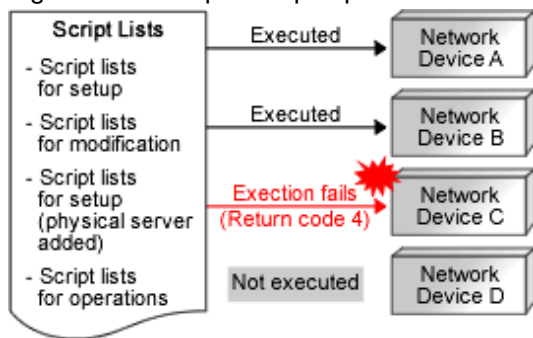 Script Lists
- Script lists
for setup
- Script lists
for modification
- Script lists
for setup
(physical server
added)
- Script lists
for operations
Executed
Network
Device A
Executed
Network
Device B
Exection fails
(Return code 4)
Network
Device C
Not executed
Network
Device D